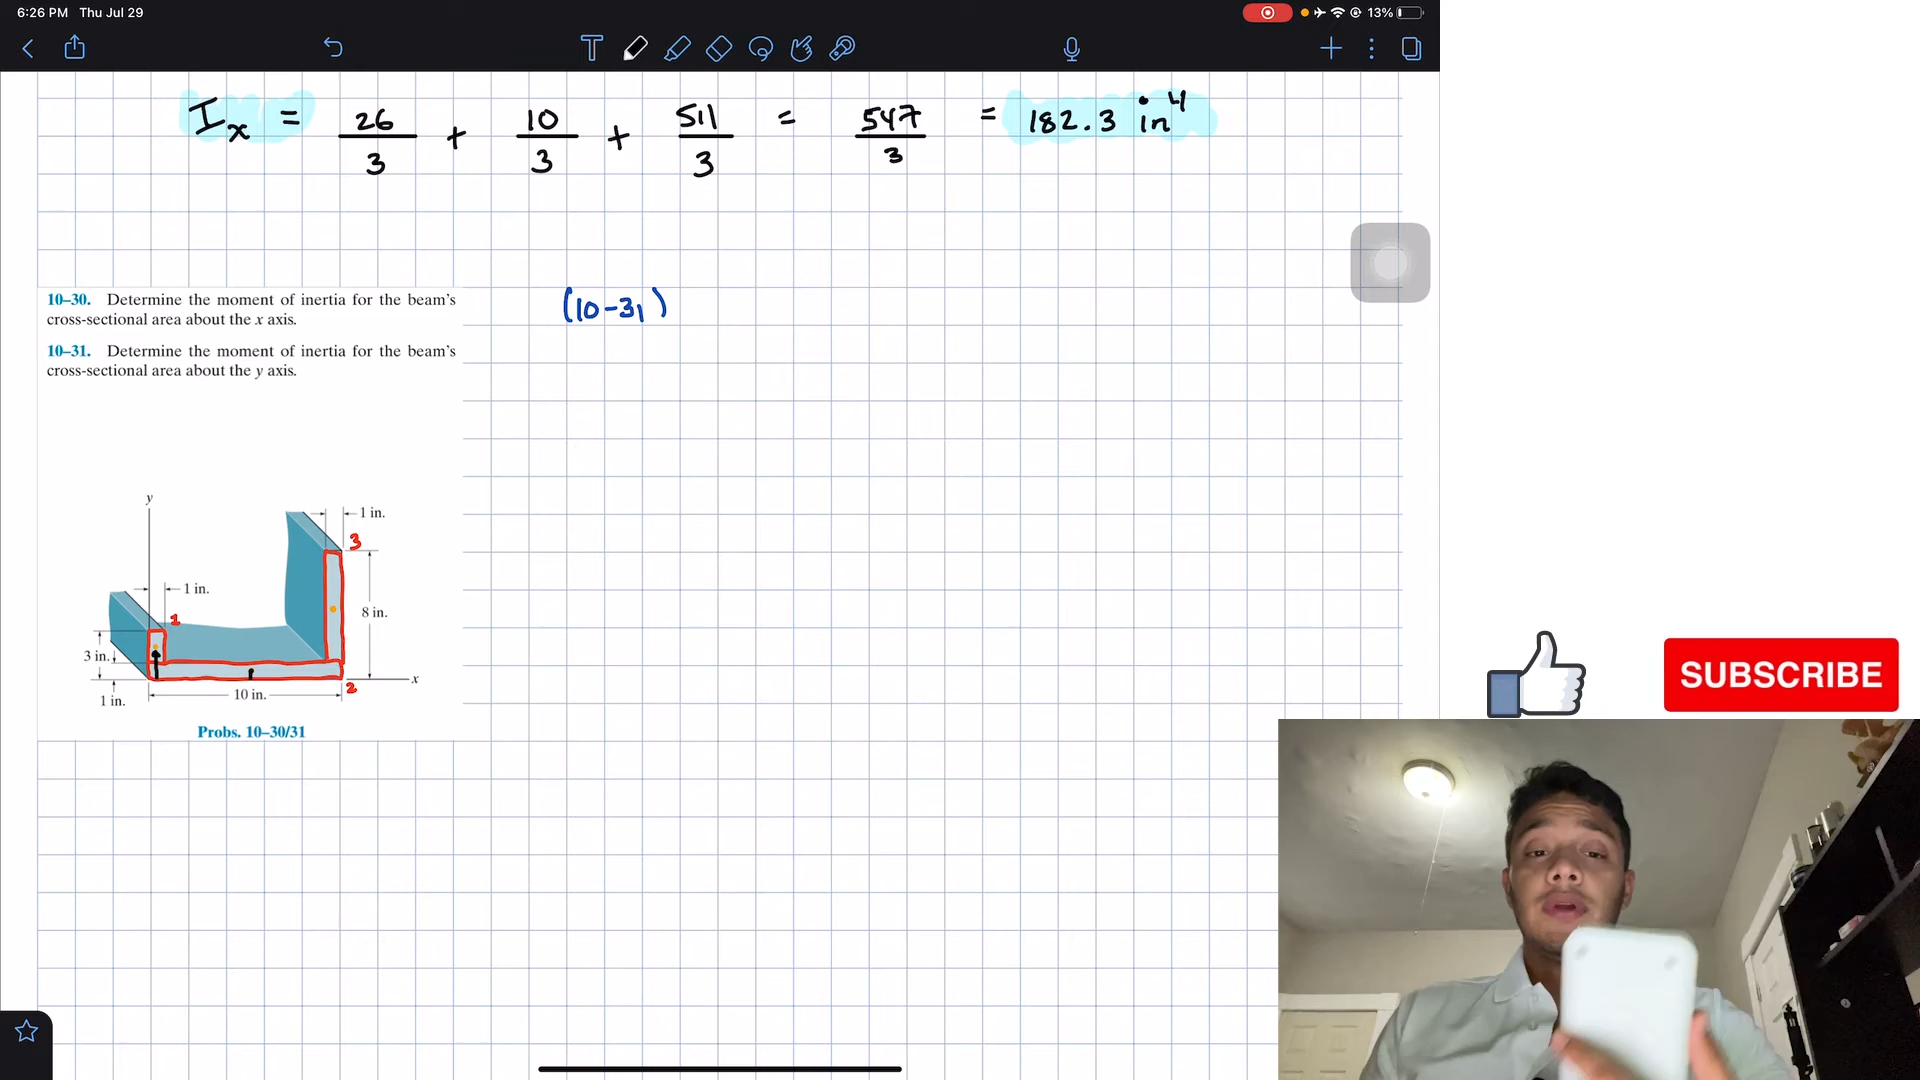 6:26 PM Thu Jul 29
13%
I_x = 26/3 + 10/3 + 511/3 = 547/3 = 182.3 in⁴
10–30. Determine the moment of inertia for the beam's
cross-sectional area about the x axis.
(10-31)
10–31. Determine the moment of inertia for the beam's
cross-sectional area about the y axis.
y
1 in.
3
1 in.
8 in.
1
3 in.
x
2
10 in.
1 in.
Probs. 10–30/31
SUBSCRIBE